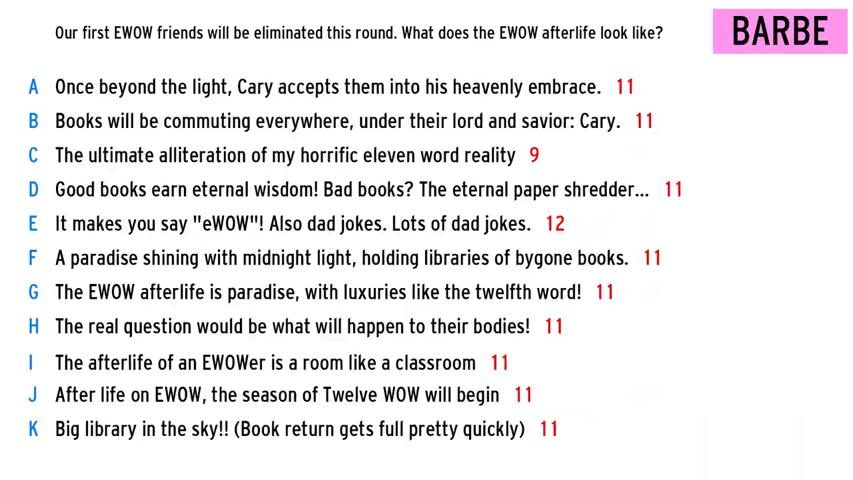 Our first EWOW friends will be eliminated this round. What does the EWOW afterlife look like?
BARBE
A Once beyond the light, Cary accepts them into his heavenly embrace. 11
B Books will be commuting everywhere, under their lord and savior: Cary. 11
C The ultimate alliteration of my horrific eleven word reality 9
D Good books earn eternal wisdom! Bad books? The eternal paper shredder... 11
E It makes you say "eWOW"! Also dad jokes. Lots of dad jokes. 12
F A paradise shining with midnight light, holding libraries of bygone books. 11
G The EWOW afterlife is paradise, with luxuries like the twelfth word! 11
H The real question would be what will happen to their bodies! 11
I The afterlife of an EWOWer is a room like a classroom 11
J After life on EWOW, the season of Twelve WOW will begin 11
K Big library in the sky!! (Book return gets full pretty quickly) 11